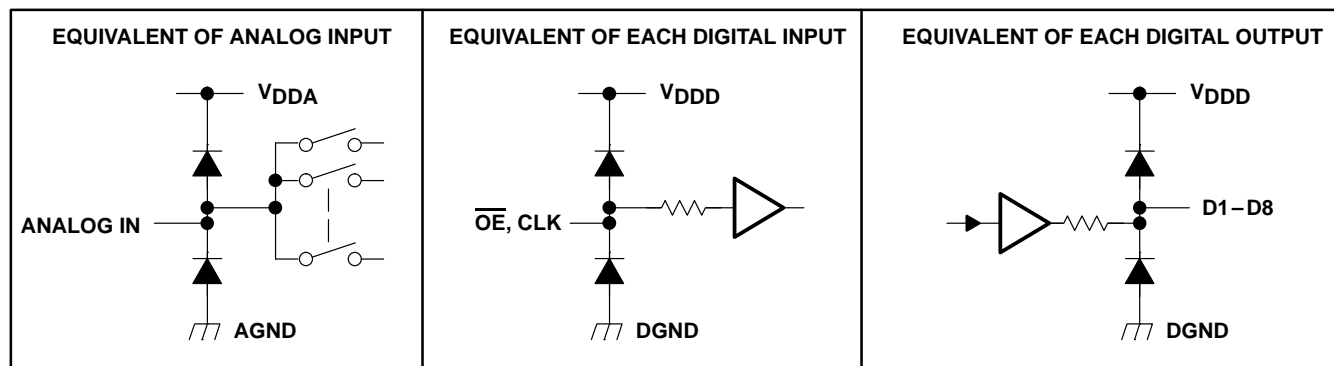 EQUIVALENT OF ANALOG INPUT
VDDA
ANALOG IN
AGND
EQUIVALENT OF EACH DIGITAL INPUT
VDDD
O̅E̅, CLK
DGND
EQUIVALENT OF EACH DIGITAL OUTPUT
VDDD
D1–D8
DGND